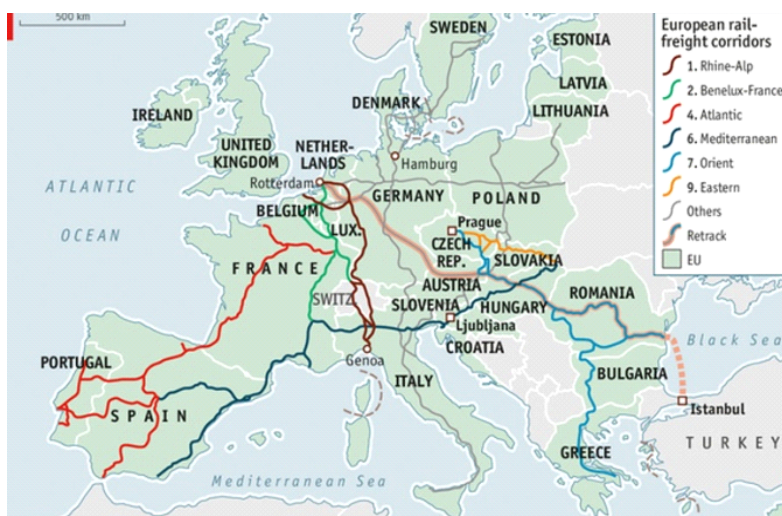 500 km
European rail-
freight corridors
1. Rhine-Alp
2. Benelux-France
4. Atlantic
6. Mediterranean
7. Orient
9. Eastern
Others
Retrack
EU
SWEDEN
ESTONIA
LATVIA
LITHUANIA
DENMARK
IRELAND
UNITED
KINGDOM
NETHER-
LANDS
Hamburg
Rotterdam
ATLANTIC
OCEAN
GERMANY
POLAND
BELGIUM
LUX.
Prague
CZECH
REP.
SLOVAKIA
FRANCE
SWITZ
AUSTRIA
SLOVENIA
HUNGARY
ROMANIA
Ljubljana
CROATIA
Black Sea
PORTUGAL
Genoa
ITALY
BULGARIA
SPAIN
Istanbul
GREECE
TURKEY
Mediterranean Sea